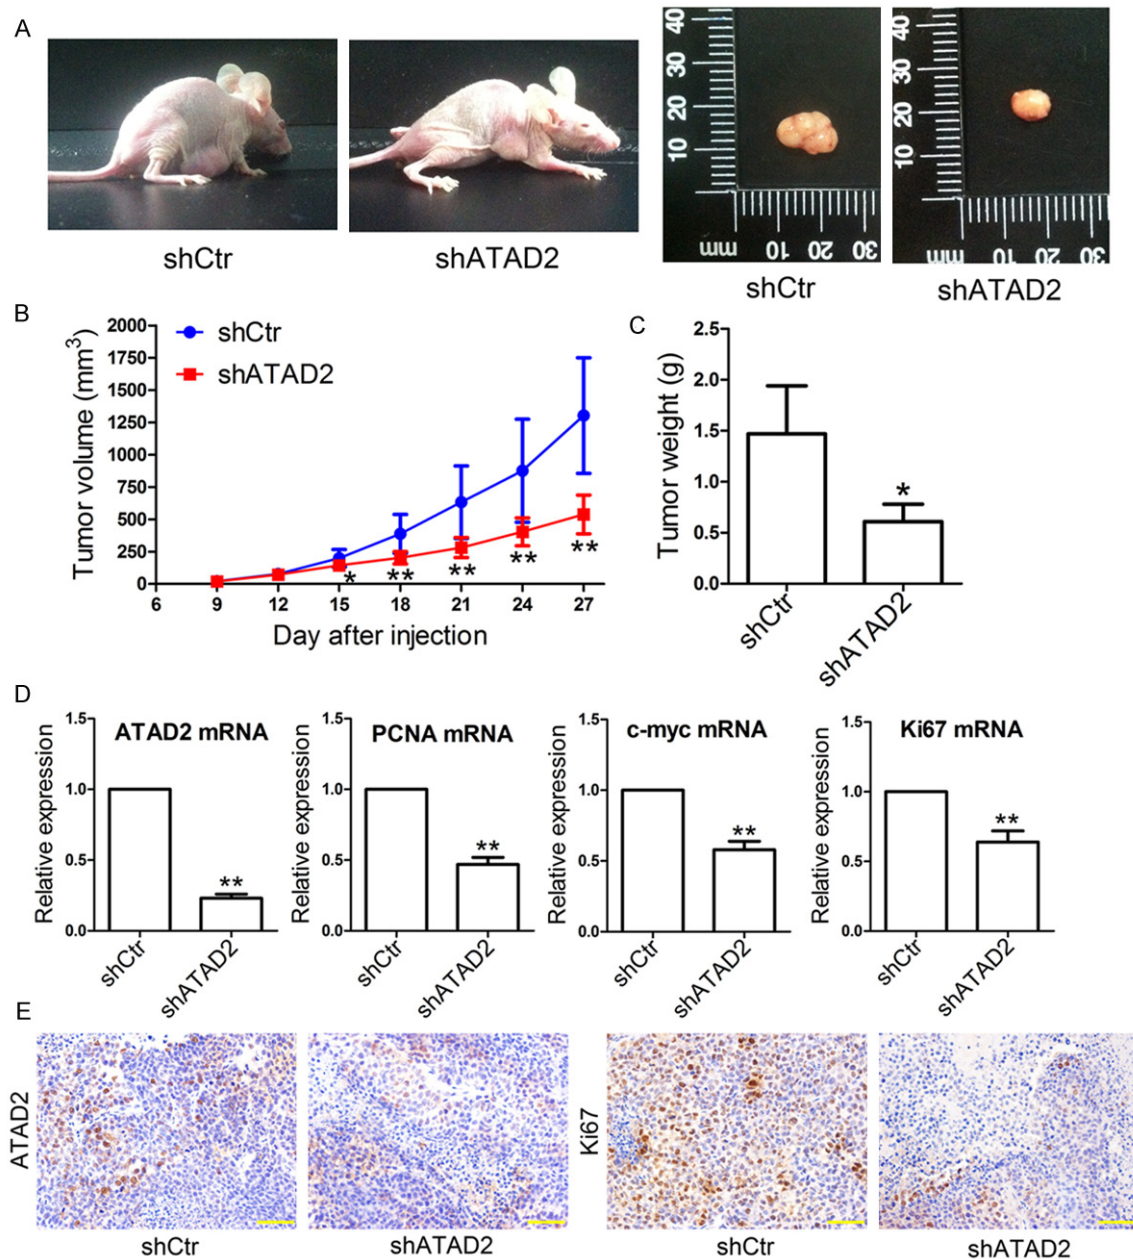 A
40
30
20
10
mm 10 20 30
40
30
20
10
mm 10 20 30
shCtr
shATAD2
shCtr
shATAD2
B
Tumor volume (mm³)
2000
1750
1500
1250
1000
750
500
250
0
shCtr
shATAD2
* ** ** ** **
6 9 12 15 18 21 24 27
Day after injection
C
Tumor weight (g)
2.5
2.0
1.5
1.0
0.5
0.0
*
shCtr
shATAD2
D
Relative expression
1.5
1.0
0.5
0.0
ATAD2 mRNA
**
shCtr
shATAD2
Relative expression
1.5
1.0
0.5
0.0
PCNA mRNA
**
shCtr
shATAD2
Relative expression
1.5
1.0
0.5
0.0
c-myc mRNA
**
shCtr
shATAD2
Relative expression
1.5
1.0
0.5
0.0
Ki67 mRNA
**
shCtr
shATAD2
E
ATAD2
shCtr
shATAD2
Ki67
shCtr
shATAD2